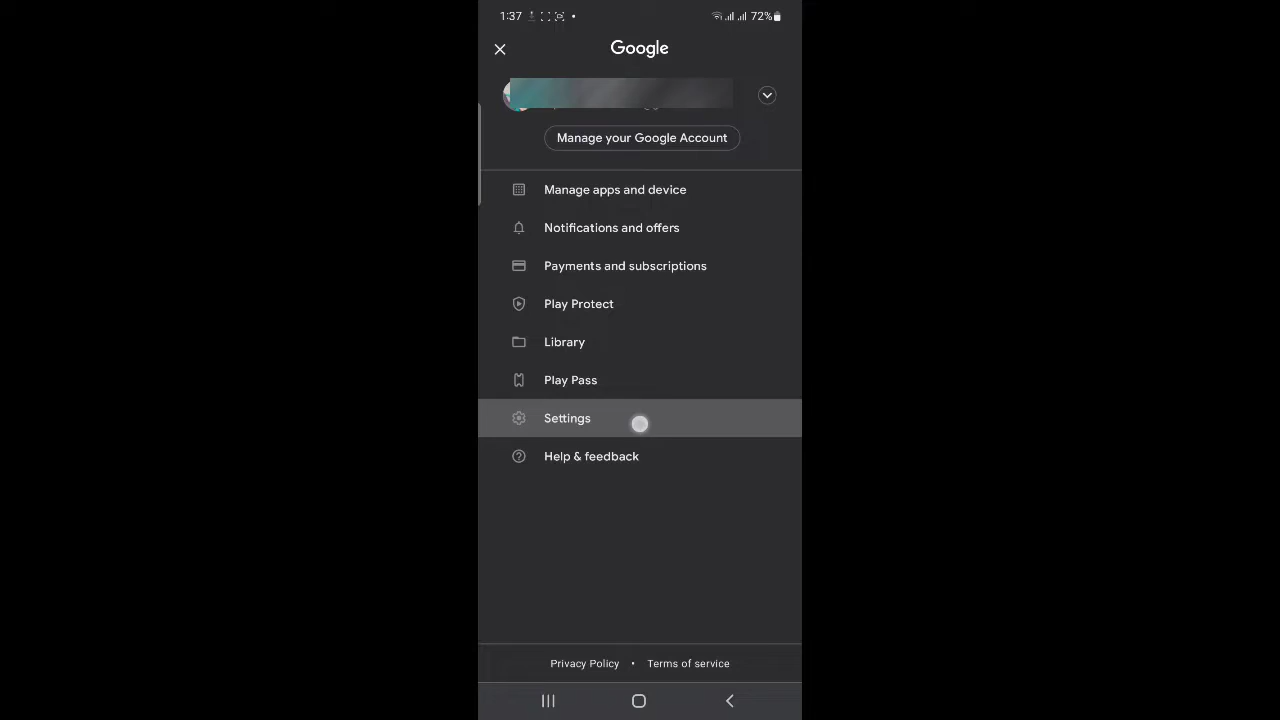 1:37
72%
Google
Manage your Google Account
Manage apps and device
Notifications and offers
Payments and subscriptions
Play Protect
Library
Play Pass
Settings
Help & feedback
Privacy Policy • Terms of service